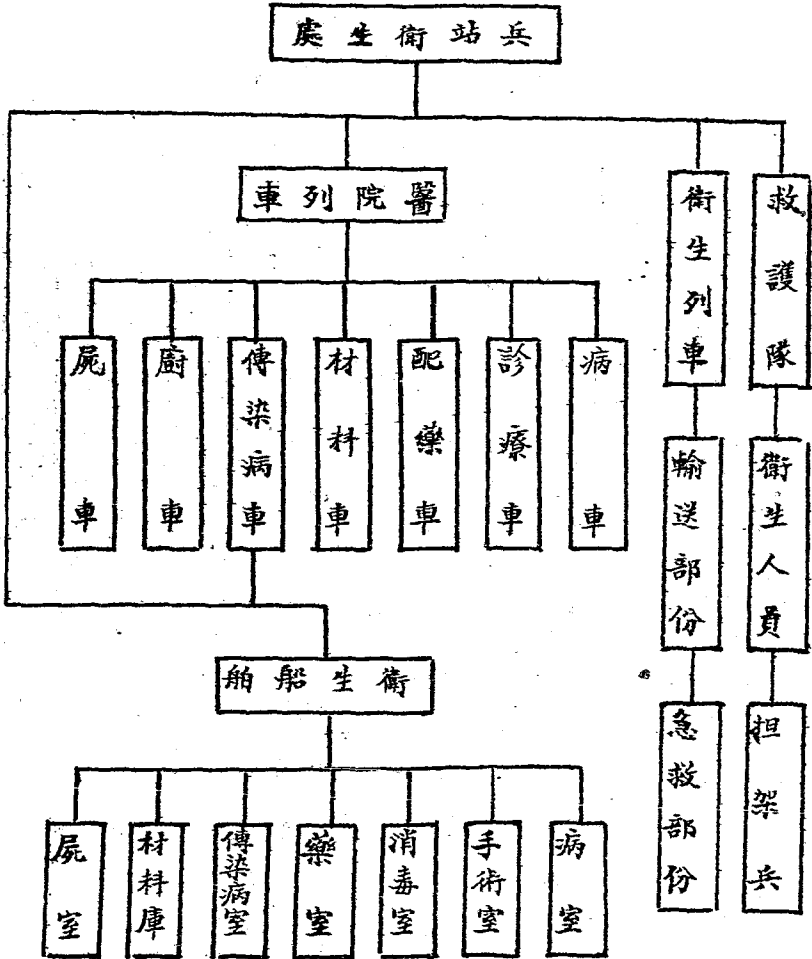 兵站衛生處
救護隊
衛生列車
醫院列車
病車
診療車
配藥車
材料車
傳染病車
廚車
屍車
衛生人員
輸送部份
衛生船舶
担架兵
急救部份
病室
手術室
消毒室
藥室
傳染病室
材料庫
屍室